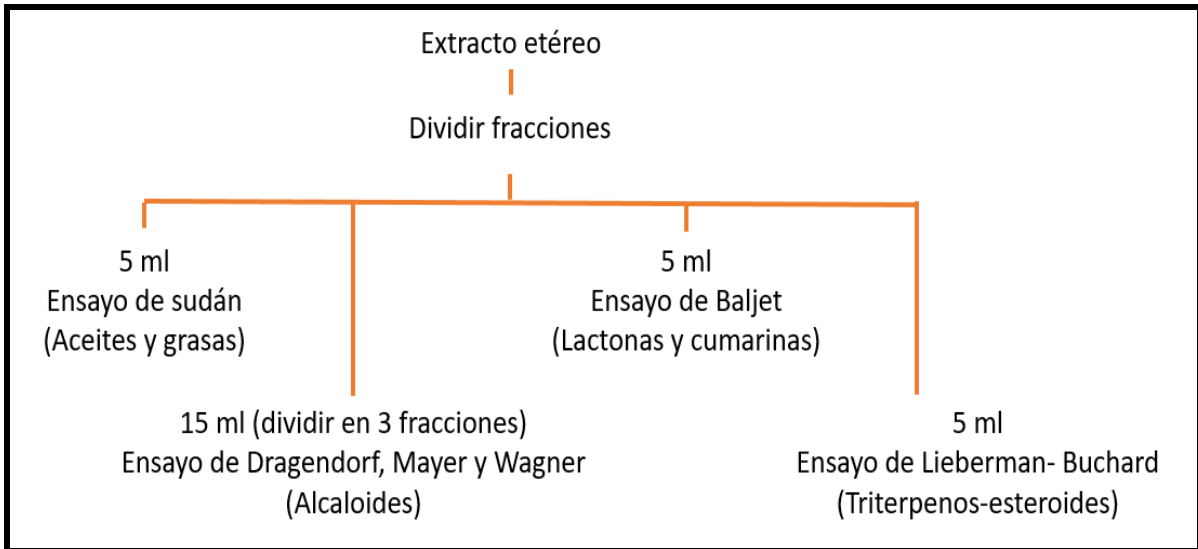 Extracto etéreo
Dividir fracciones
5 ml
Ensayo de sudán
(Aceites y grasas)
15 ml (dividir en 3 fracciones)
Ensayo de Dragendorf, Mayer y Wagner
(Alcaloides)
5 ml
Ensayo de Baljet
(Lactonas y cumarinas)
5 ml
Ensayo de Lieberman- Buchard
(Triterpenos-esteroides)